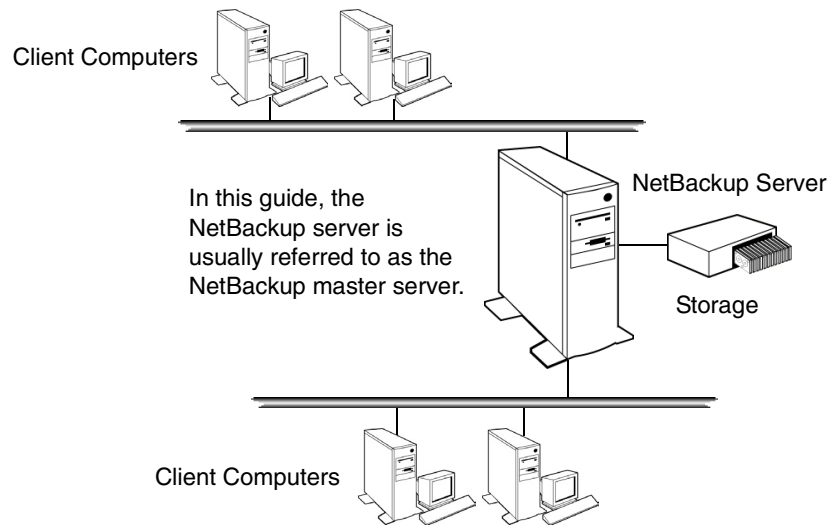 Client Computers
NetBackup Server
In this guide, the
NetBackup server is
usually referred to as the
NetBackup master server.
Storage
Client Computers